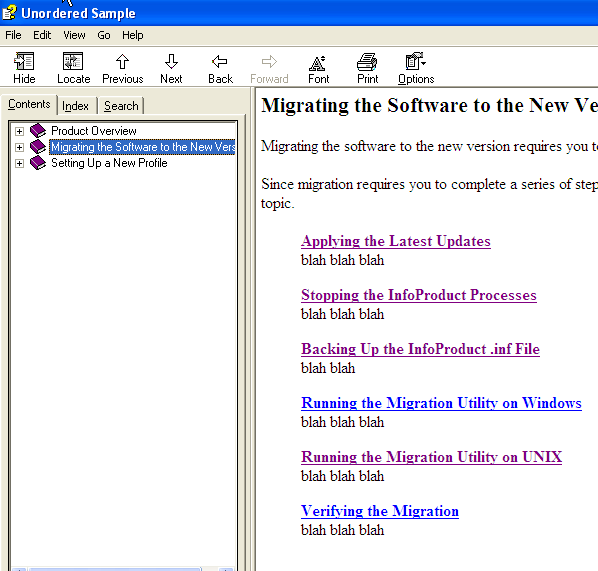 Unordered Sample
File Edit View Go Help
Hide Locate Previous Next Back Forward Font Print Options
Contents Index Search
Product Overview
Migrating the Software to the New Vers
Setting Up a New Profile
Migrating the Software to the New Ve
Migrating the software to the new version requires you to
Since migration requires you to complete a series of step
topic.
Applying the Latest Updates
blah blah blah
Stopping the InfoProduct Processes
blah blah blah
Backing Up the InfoProduct .inf File
blah blah
Running the Migration Utility on Windows
blah blah blah
Running the Migration Utility on UNIX
blah blah blah
Verifying the Migration
blah blah blah